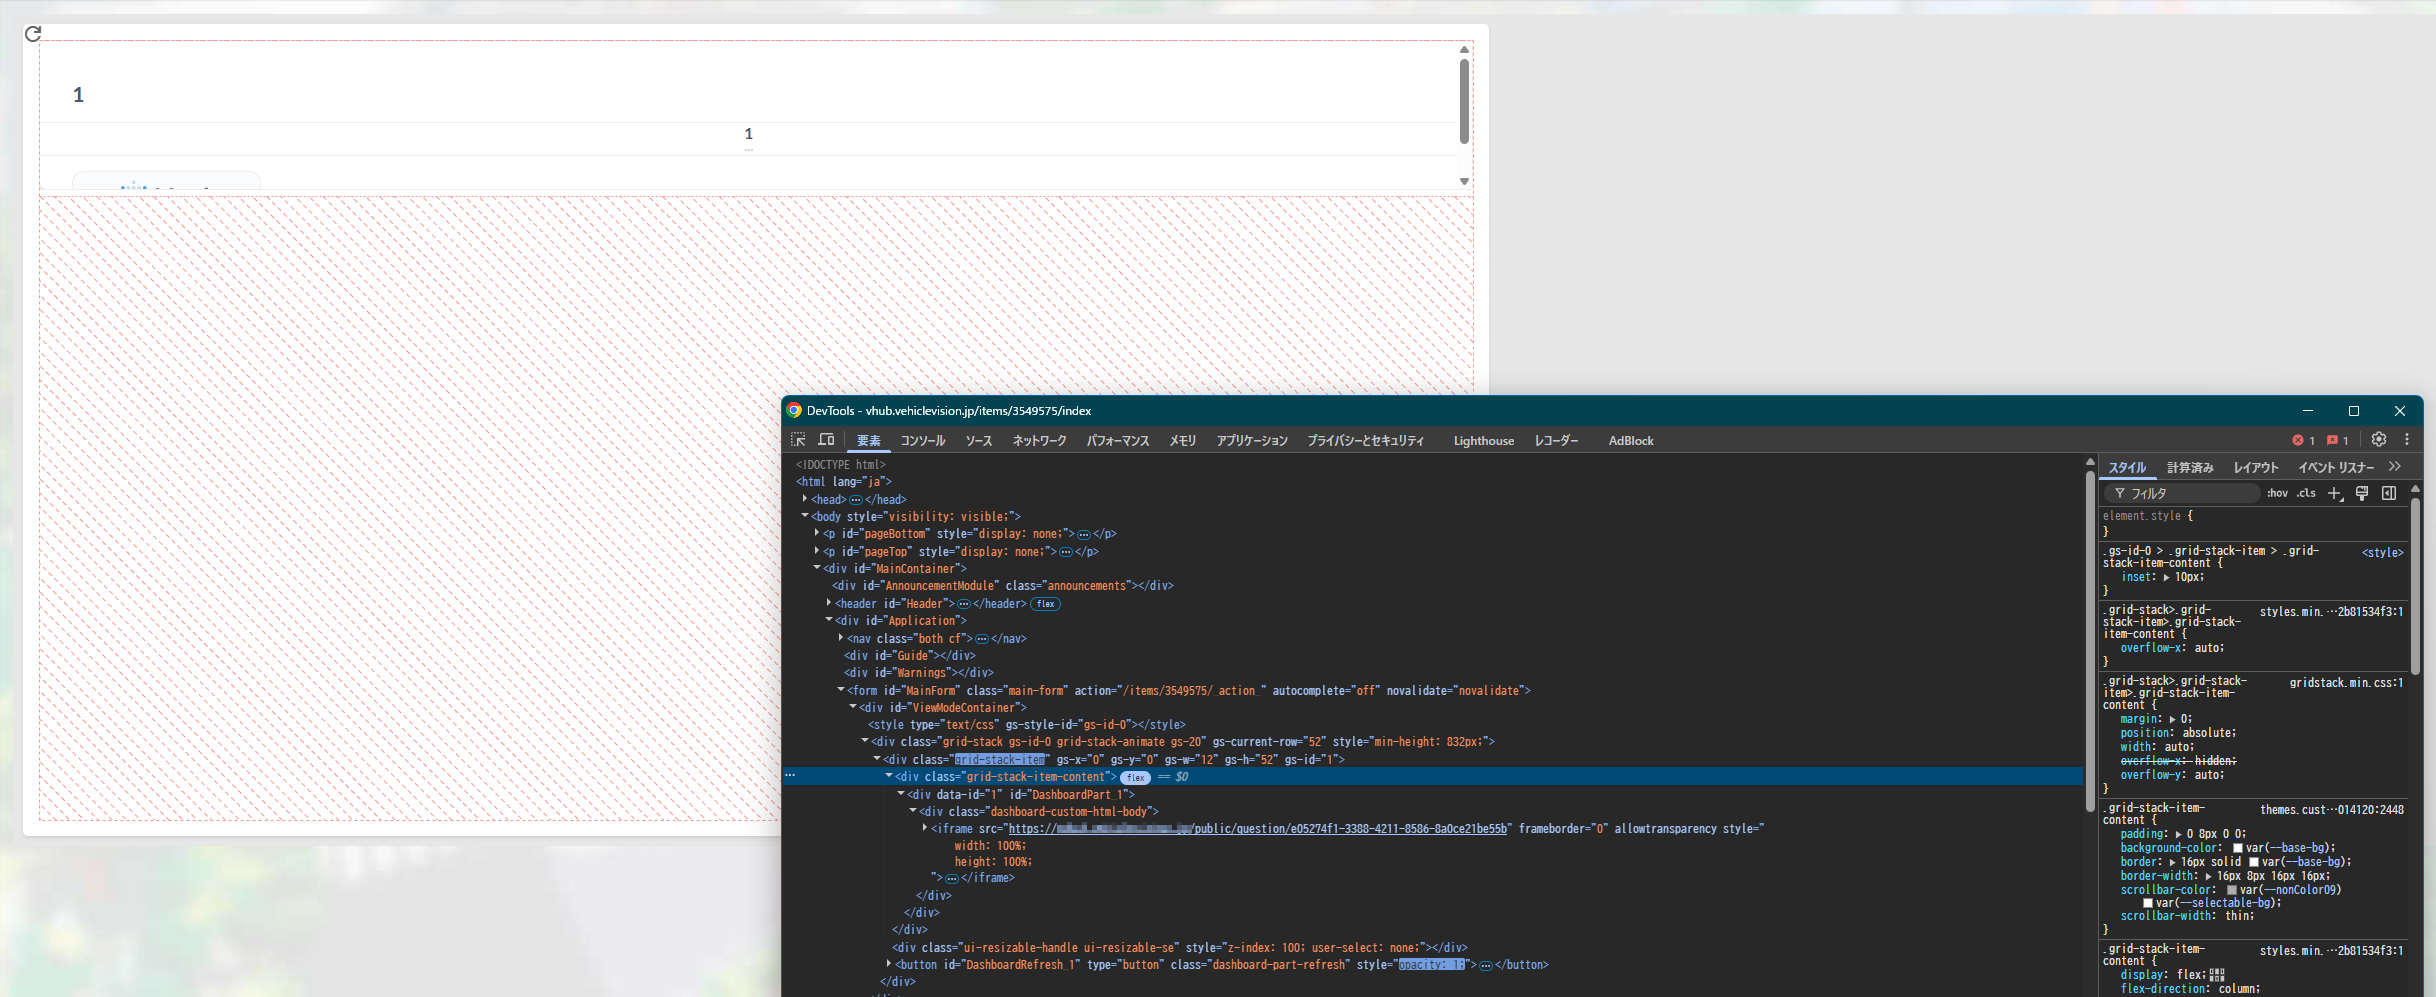 1
1
...
DevTools - vhub.vehiclevision.jp/items/3549575/index
要素 コンソール ソース ネットワーク パフォーマンス メモリ アプリケーション プライバシーとセキュリティ Lighthouse レコーダー AdBlock 1 1
<!DOCTYPE html>
<html lang="ja">
<head>…</head>
<body style="visibility: visible;">
<p id="pageBottom" style="display: none;">…</p>
<p id="pageTop" style="display: none;">…</p>
<div id="MainContainer">
<div id="AnnouncementModule" class="announcements"></div>
<header id="Header">…</header> flex
<div id="Application">
<nav class="both cf">…</nav>
<div id="Guide"></div>
<div id="Warnings"></div>
<form id="MainForm" class="main-form" action="/items/3549575/_action_" autocomplete="off" novalidate="novalidate">
<div id="ViewModeContainer">
<style type="text/css" gs-style-id="gs-id-0"></style>
<div class="grid-stack gs-id-0 grid-stack-animate gs-20" gs-current-row="52" style="min-height: 832px;">
<div class="grid-stack-item" gs-x="0" gs-y="0" gs-w="12" gs-h="52" gs-id="1">
… <div class="grid-stack-item-content"> flex == $0
<div data-id="1" id="DashboardPart_1">
<div class="dashboard-custom-html-body">
<iframe src="https:// /public/question/e05274f1-3388-4211-8586-8a0ce21be55b" frameborder="0" allowtransparency style="
width: 100%;
height: 100%;
">…</iframe>
</div>
</div>
</div>
<div class="ui-resizable-handle ui-resizable-se" style="z-index: 100; user-select: none;"></div>
<button id="DashboardRefresh_1" type="button" class="dashboard-part-refresh" style="opacity: 1;">…</button>
</div>
スタイル 計算済み レイアウト イベント リスナー
フィルタ :hov .cls
element.style {
}
.gs-id-0 > .grid-stack-item > .grid- <style>
stack-item-content {
inset: 10px;
}
.grid-stack>.grid- styles.min.…2b81534f3:1
stack-item>.grid-stack-
item-content {
overflow-x: auto;
}
.grid-stack>.grid-stack- gridstack.min.css:1
item>.grid-stack-item-
content {
margin: 0;
position: absolute;
width: auto;
overflow-x: hidden;
overflow-y: auto;
}
.grid-stack-item- themes.cust…014120:2448
content {
padding: 0 8px 0 0;
background-color: var(--base-bg);
border: 16px solid var(--base-bg);
border-width: 16px 8px 16px 16px;
scrollbar-color: var(--nonColor09)
var(--selectable-bg);
scrollbar-width: thin;
}
.grid-stack-item- styles.min.…2b81534f3:1
content {
display: flex;
flex-direction: column;